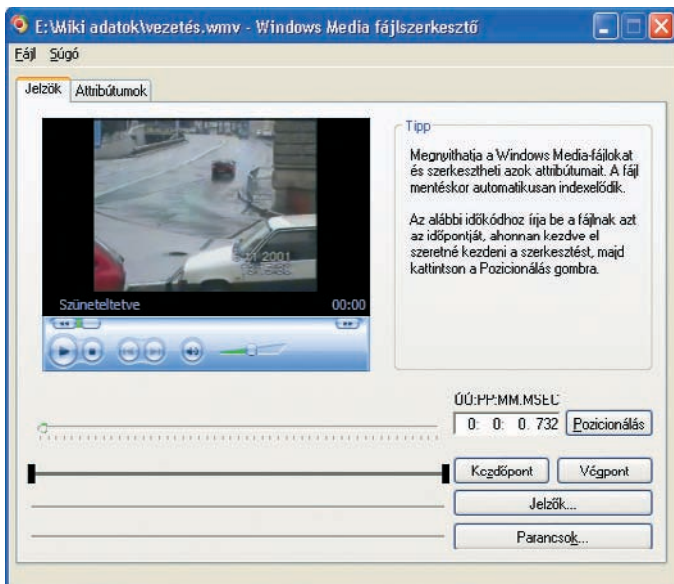 E:\Miki adatok\vezetés.wmv - Windows Media fájlszerkesztő
Fájl Súgó
Jelzők Attribútumok
Szüneteltetve 00:00
Tipp
Megnyithatja a Windows Media-fájlokat
és szerkesztheti azok attribútumait. A fájl
mentéskor automatikusan indexelődik.
Az alábbi időkódhoz írja be a fájlnak azt
az időpontját, ahonnan kezdve el
szeretné kezdeni a szerkesztést, majd
kattintson a Pozicionálás gombra.
ÓÓ:PP:MM.MSEC
0: 0: 0. 732 Pozicionálás
Kezdőpont Végpont
Jelzők...
Parancsok...